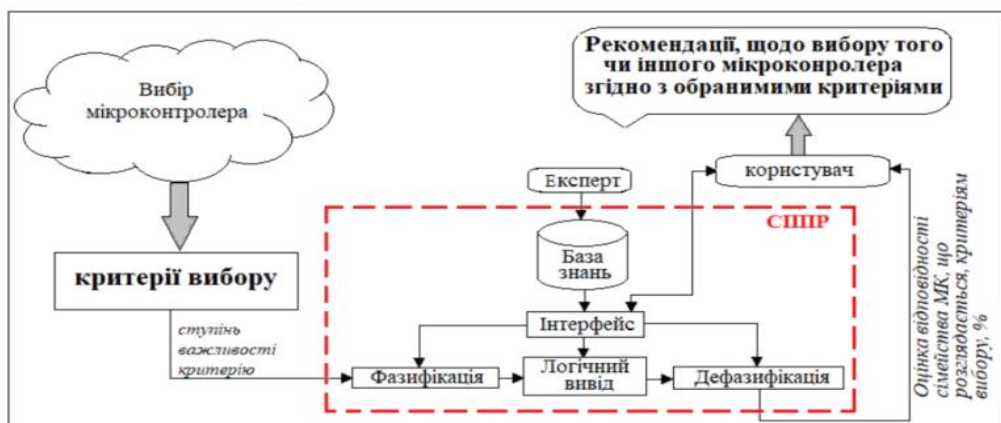 Вибір
мікроконтролера
Рекомендації, щодо вибору того
чи іншого мікроконролера
згідно з обранимими критеріями
користувач
Експерт
СППР
База
знань
критерії вибору
ступінь
важливості
критерію
Інтерфейс
Фазифікація
Логічний
вивід
Дефазифікація
Оцінка відповідності
сімейства МК, що
розглядається, критеріям
вибору, %